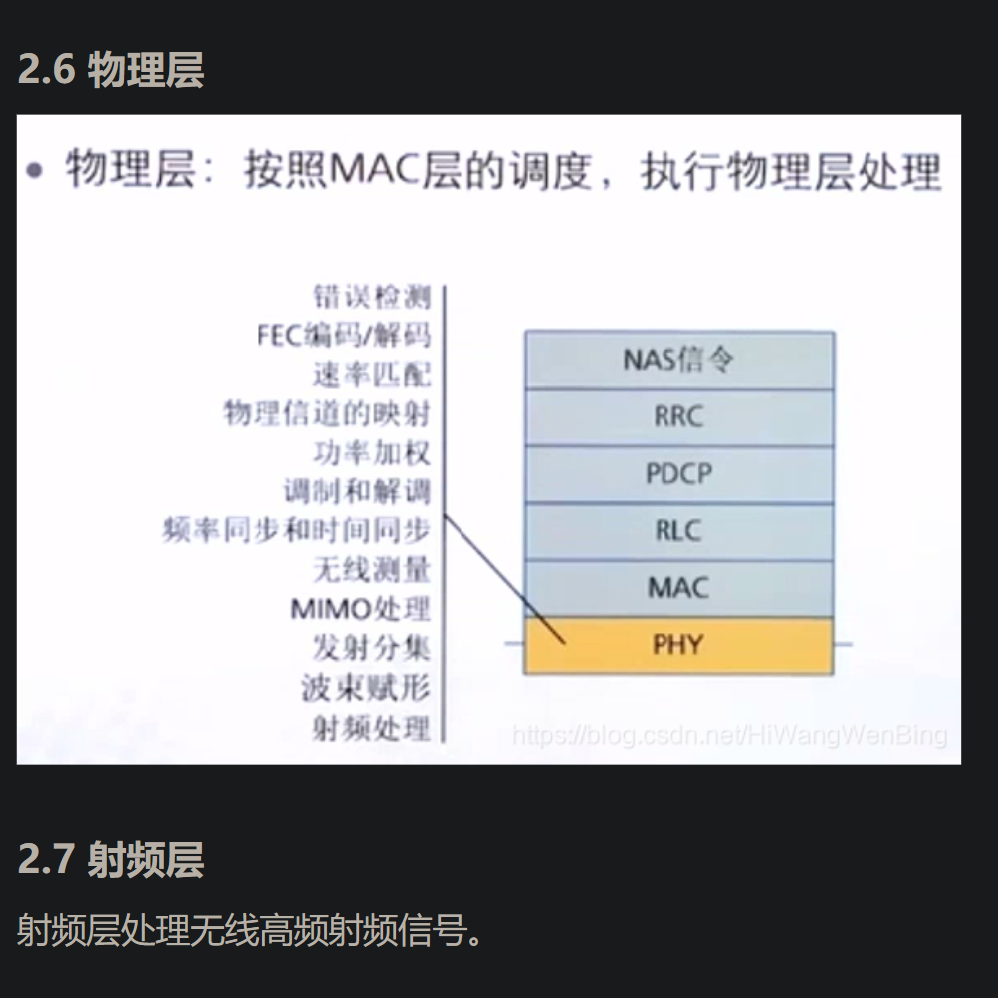 2.6 物理层
• 物理层：按照MAC层的调度，执行物理层处理
错误检测
FEC编码/解码
速率匹配
物理信道的映射
功率加权
调制和解调
频率同步和时间同步
无线测量
MIMO处理
发射分集
波束赋形
射频处理
NAS信令
RRC
PDCP
RLC
MAC
PHY
https://blog.csdn.net/HiWangWenBing
2.7 射频层
射频层处理无线高频射频信号。